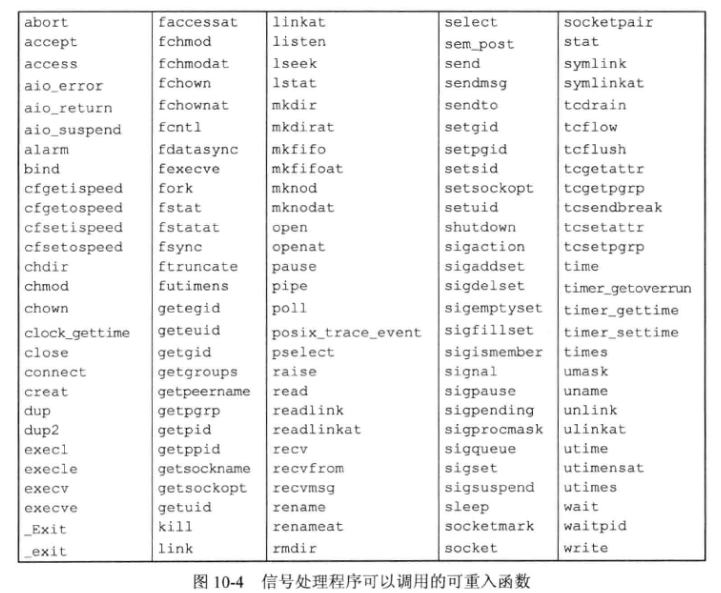 abort faccessat linkat select socketpair
accept fchmod listen sem_post stat
access fchmodat lseek send symlink
aio_error fchown lstat sendmsg symlinkat
aio_return fchownat mkdir sendto tcdrain
aio_suspend fcntl mkdirat setgid tcflow
alarm fdatasync mkfifo setpgid tcflush
bind fexecve mkfifoat setsid tcgetattr
cfgetispeed fork mknod setsockopt tcgetpgrp
cfgetospeed fstat mknodat setuid tcsendbreak
cfsetispeed fstatat open shutdown tcsetattr
cfsetospeed fsync openat sigaction tcsetpgrp
chdir ftruncate pause sigaddset time
chmod futimens pipe sigdelset timer_getoverrun
chown getegid poll sigemptyset timer_gettime
clock_gettime geteuid posix_trace_event sigfillset timer_settime
close getgid pselect sigismember times
connect getgroups raise signal umask
creat getpeername read sigpause uname
dup getpgrp readlink sigpending unlink
dup2 getpid readlinkat sigprocmask ulinkat
execl getppid recv sigqueue utime
execle getsockname recvfrom sigset utimensat
execv getsockopt recvmsg sigsuspend utimes
execve getuid rename sleep wait
_Exit kill renameat socketmark waitpid
_exit link rmdir socket write
图 10-4 信号处理程序可以调用的可重入函数